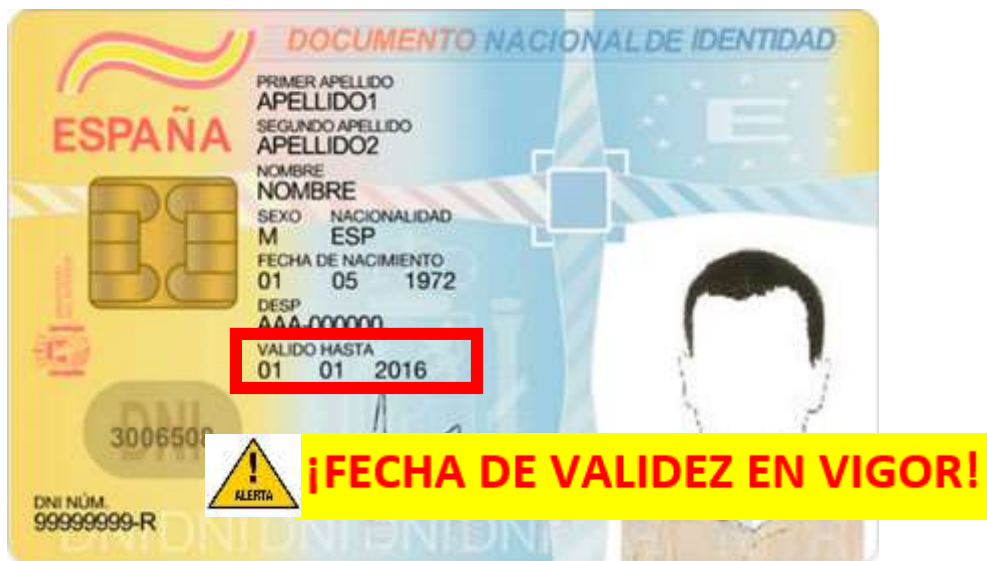 DOCUMENTO NACIONAL DE IDENTIDAD
ESPAÑA
PRIMER APELLIDO
APELLIDO1
SEGUNDO APELLIDO
APELLIDO2
NOMBRE
NOMBRE
SEXO NACIONALIDAD
M ESP
FECHA DE NACIMIENTO
01 05 1972
DESP
AAA-000000
VALIDO HASTA
01 01 2016
DNI
ALERTA
¡FECHA DE VALIDEZ EN VIGOR!
DNI NÚM.
99999999-R